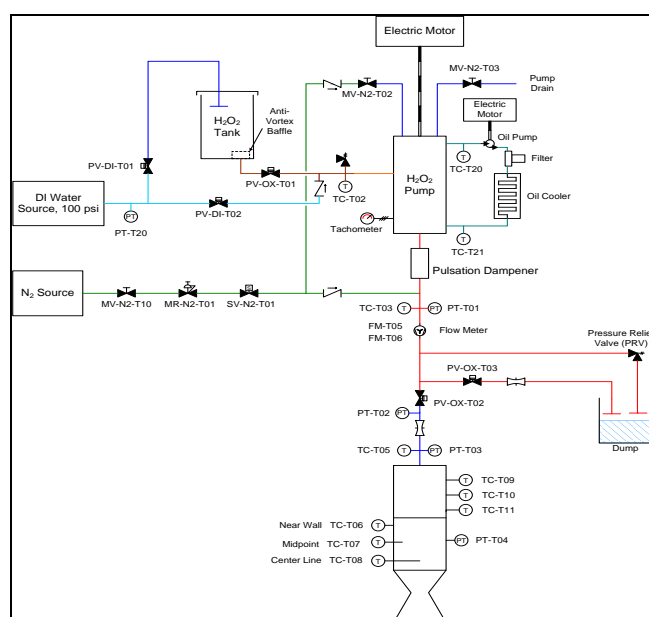 Electric Motor
MV-N2-T03
Pump
Drain
MV-N2-T02
Electric
Motor
Oil Pump
H₂O₂
Tank
Anti-
Vortex
Baffle
Filter
TC-T20
PV-DI-T01
PV-OX-T01
T
TC-T02
H₂O₂
Pump
Oil Cooler
DI Water
Source, 100 psi
PT
PT-T20
PV-DI-T02
Tachometer
T
TC-T21
Pulsation Dampener
N₂ Source
MV-N2-T10
MR-N2-T01
S
SV-N2-T01
TC-T03
T
PT
PT-T01
FM-T05
FM-T06
Flow Meter
Pressure Relie
Valve (PRV)
PV-OX-T03
PV-OX-T02
PT-T02
PT
Dump
TC-T05
T
PT
PT-T03
T
TC-T09
T
TC-T10
T
TC-T11
Near Wall
TC-T06
T
Midpoint
TC-T07
T
PT
PT-T04
Center Line
TC-T08
T